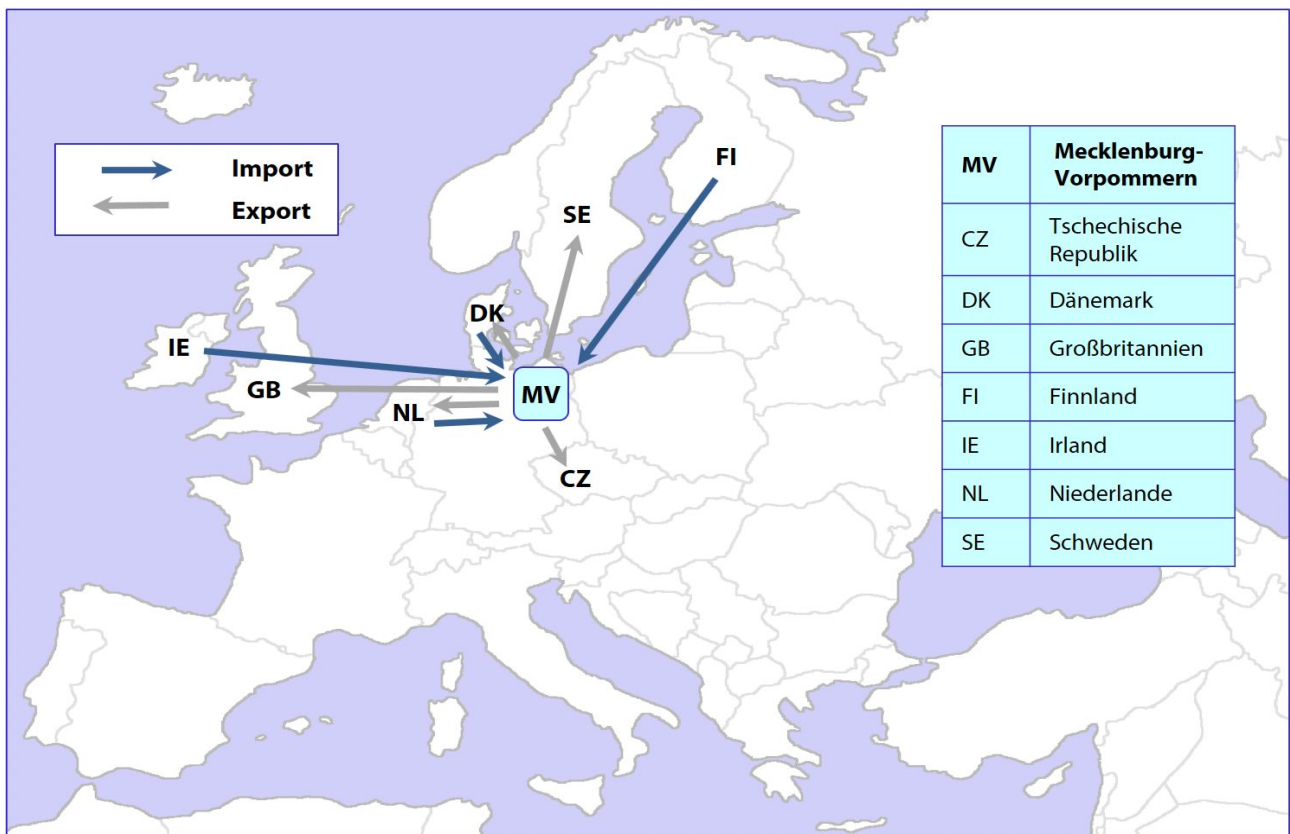 Import
Export
FI
SE
DK
IE
GB
MV
NL
CZ
MV Mecklenburg-
Vorpommern
CZ Tschechische
Republik
DK Dänemark
GB Großbritannien
FI Finnland
IE Irland
NL Niederlande
SE Schweden